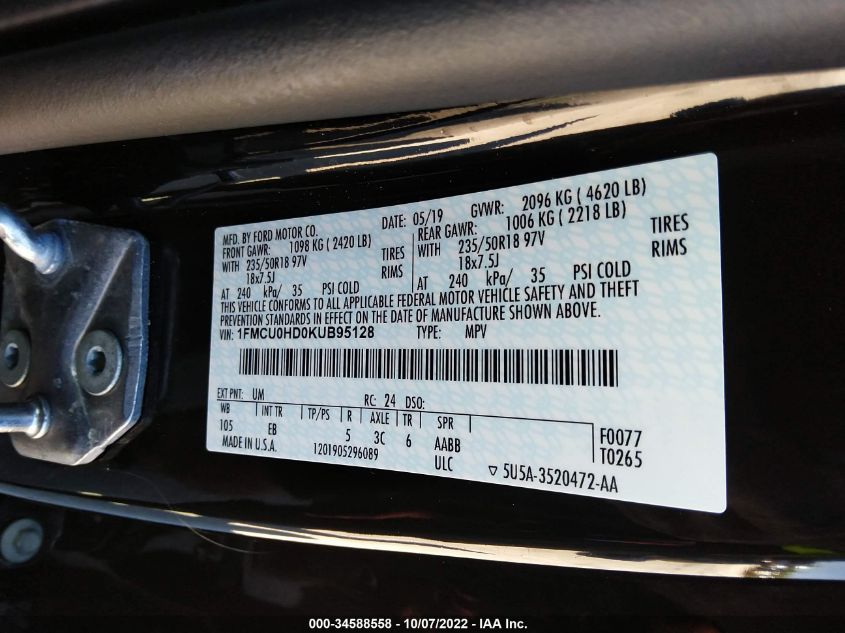 MFD. BY FORD MOTOR CO. DATE: 05/19 GVWR: 2096 KG ( 4620 LB)
FRONT GAWR: 1098 KG ( 2420 LB) REAR GAWR: 1006 KG ( 2218 LB)
WITH 235/50R18 97V TIRES WITH 235/50R18 97V TIRES
18x7.5J RIMS 18x7.5J RIMS
AT 240 kPa/ 35 PSI COLD AT 240 kPa/ 35 PSI COLD
THIS VEHICLE CONFORMS TO ALL APPLICABLE FEDERAL MOTOR VEHICLE SAFETY AND THEFT
PREVENTION STANDARDS IN EFFECT ON THE DATE OF MANUFACTURE SHOWN ABOVE.
VIN: 1FMCU0HD0KUB95128 TYPE: MPV
EXT PNT: UM RC: 24 DSO:
WB INT TR TP/PS R AXLE TR SPR F0077
105 EB 5 3C 6 AABB T0265
MADE IN U.S.A. 1201905296089 ULC ▽ 5U5A-3520472-AA
000-34588558 - 10/07/2022 - IAA Inc.